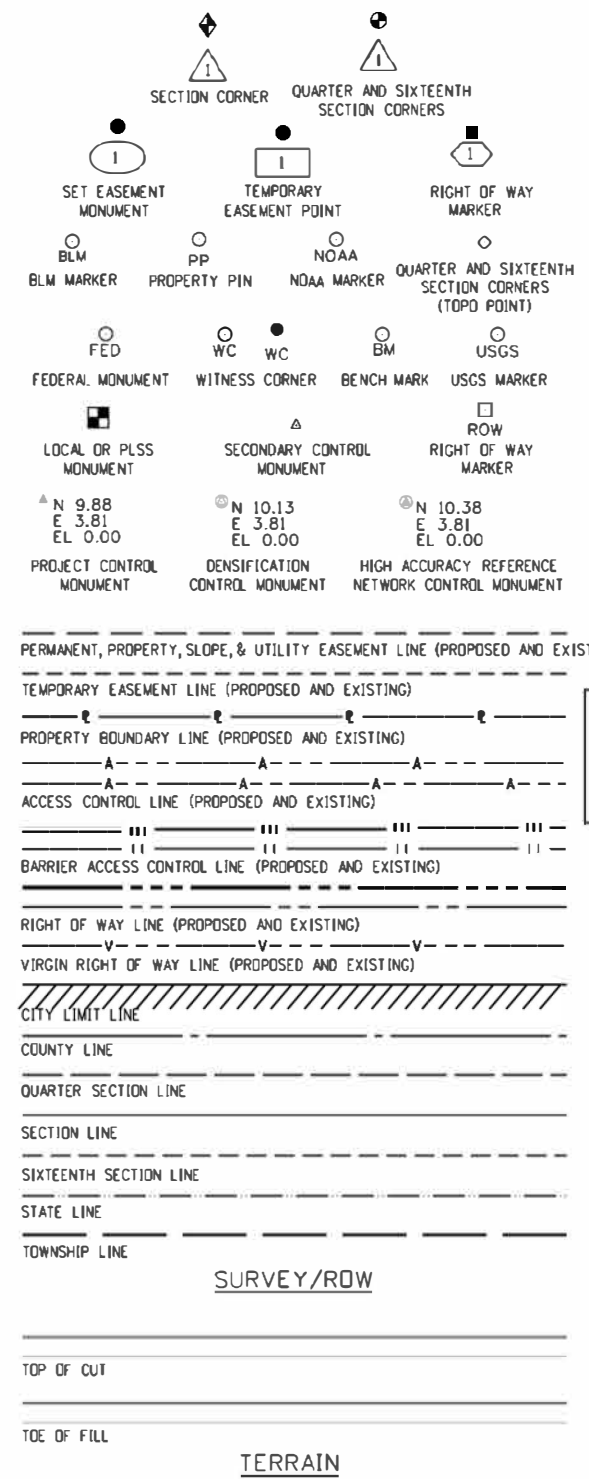 1
1
SECTION CORNER
QUARTER AND SIXTEENTH
SECTION CORNERS
1
1
1
SET EASEMENT
MONUMENT
TEMPORARY
EASEMENT POINT
RIGHT OF WAY
MARKER
BLM
BLM MARKER
PP
PROPERTY PIN
NOAA
NOAA MARKER
QUARTER AND SIXTEENTH
SECTION CORNERS
(TOPO POINT)
FED
FEDERAL MONUMENT
WC WC
WITNESS CORNER
BM
BENCH MARK
USGS
USGS MARKER
LOCAL OR PLSS
MONUMENT
SECONDARY CONTROL
MONUMENT
ROW
RIGHT OF WAY
MARKER
N 9.88
E 3.81
EL 0.00
PROJECT CONTROL
MONUMENT
N 10.13
E 3.81
EL 0.00
DENSIFICATION
CONTROL MONUMENT
N 10.38
E 3.81
EL 0.00
HIGH ACCURACY REFERENCE
NETWORK CONTROL MONUMENT
PERMANENT, PROPERTY, SLOPE, & UTILITY EASEMENT LINE (PROPOSED AND EXIST
TEMPORARY EASEMENT LINE (PROPOSED AND EXISTING)
PROPERTY BOUNDARY LINE (PROPOSED AND EXISTING)
A A A
A A A A
ACCESS CONTROL LINE (PROPOSED AND EXISTING)
BARRIER ACCESS CONTROL LINE (PROPOSED AND EXISTING)
RIGHT OF WAY LINE (PROPOSED AND EXISTING)
V V V
VIRGIN RIGHT OF WAY LINE (PROPOSED AND EXISTING)
CITY LIMIT LINE
COUNTY LINE
QUARTER SECTION LINE
SECTION LINE
SIXTEENTH SECTION LINE
STATE LINE
TOWNSHIP LINE
SURVEY/ROW
TOP OF CUT
TOE OF FILL
TERRAIN